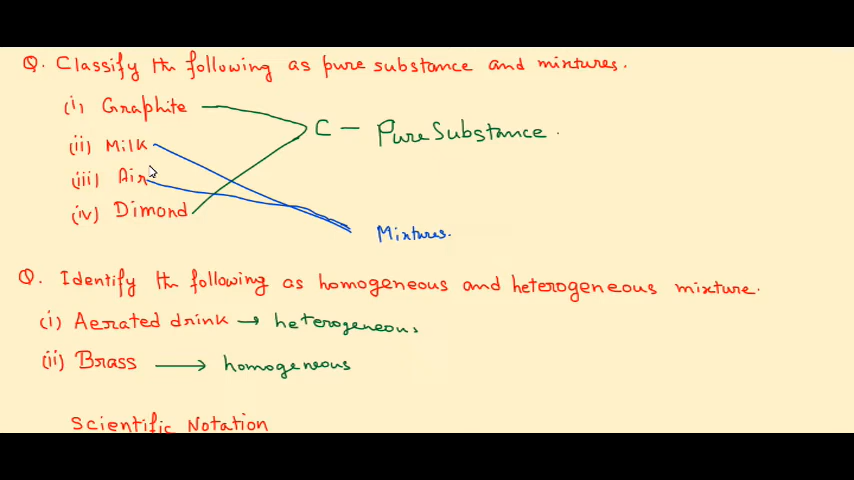 Q. Classify the following as pure substance and mixtures.
(i) Graphite
C - Pure Substance.
(ii) Milk
(iii) Air
(iv) Dimond
Mixtures.
Q. Identify the following as homogeneous and heterogeneous mixture.
(i) Aerated drink → heterogeneous.
(ii) Brass → homogeneous
Scientific Notation